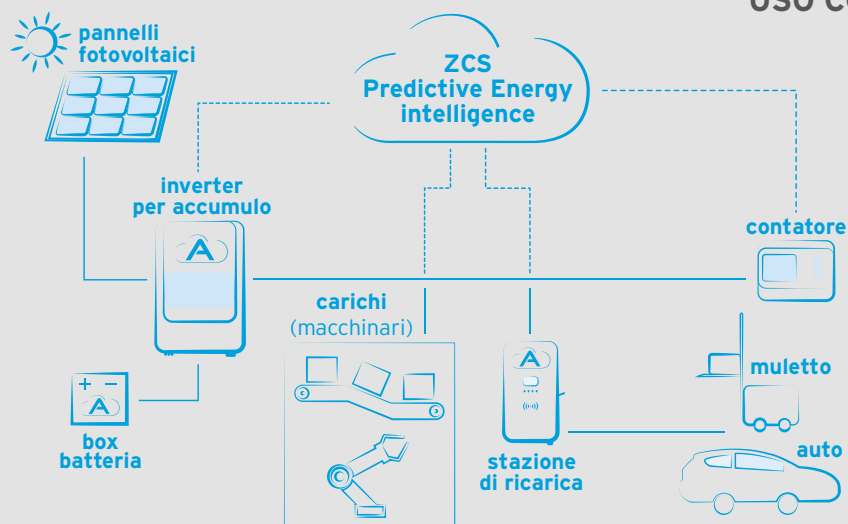 USO
pannelli
fotovoltaici
ZCS
Predictive Energy
intelligence
inverter
per accumulo
A
contatore
carichi
(macchinari)
A
muletto
+ −
A
box
batteria
stazione
di ricarica
auto